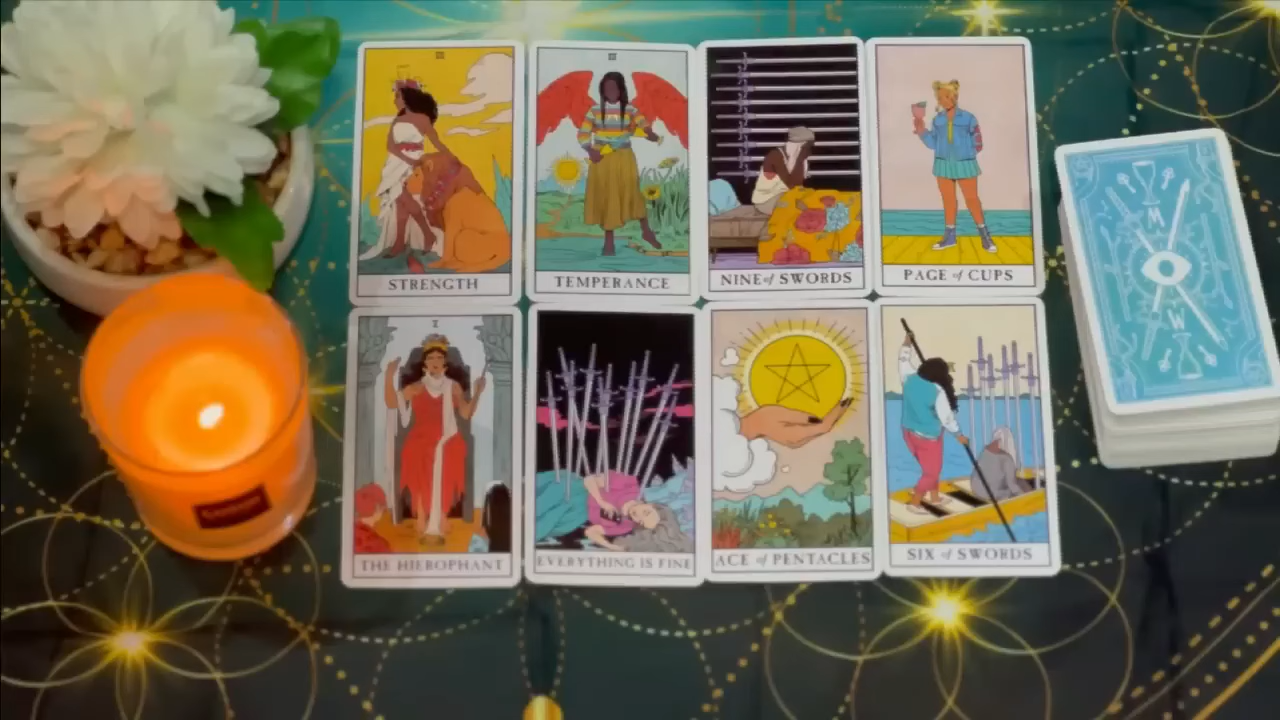 STRENGTH
TEMPERANCE
NINE of SWORDS
PAGE of CUPS
M
W
V
THE HIEROPHANT
EVERYTHING IS FINE
ACE of PENTACLES
SIX of SWORDS